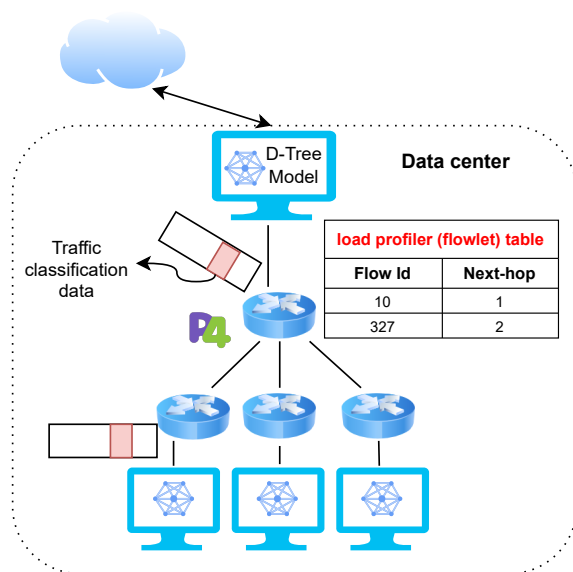 D-Tree
Model
Data center
Traffic
classification
data
load profiler (flowlet) table
Flow Id Next-hop
10 1
327 2
P4